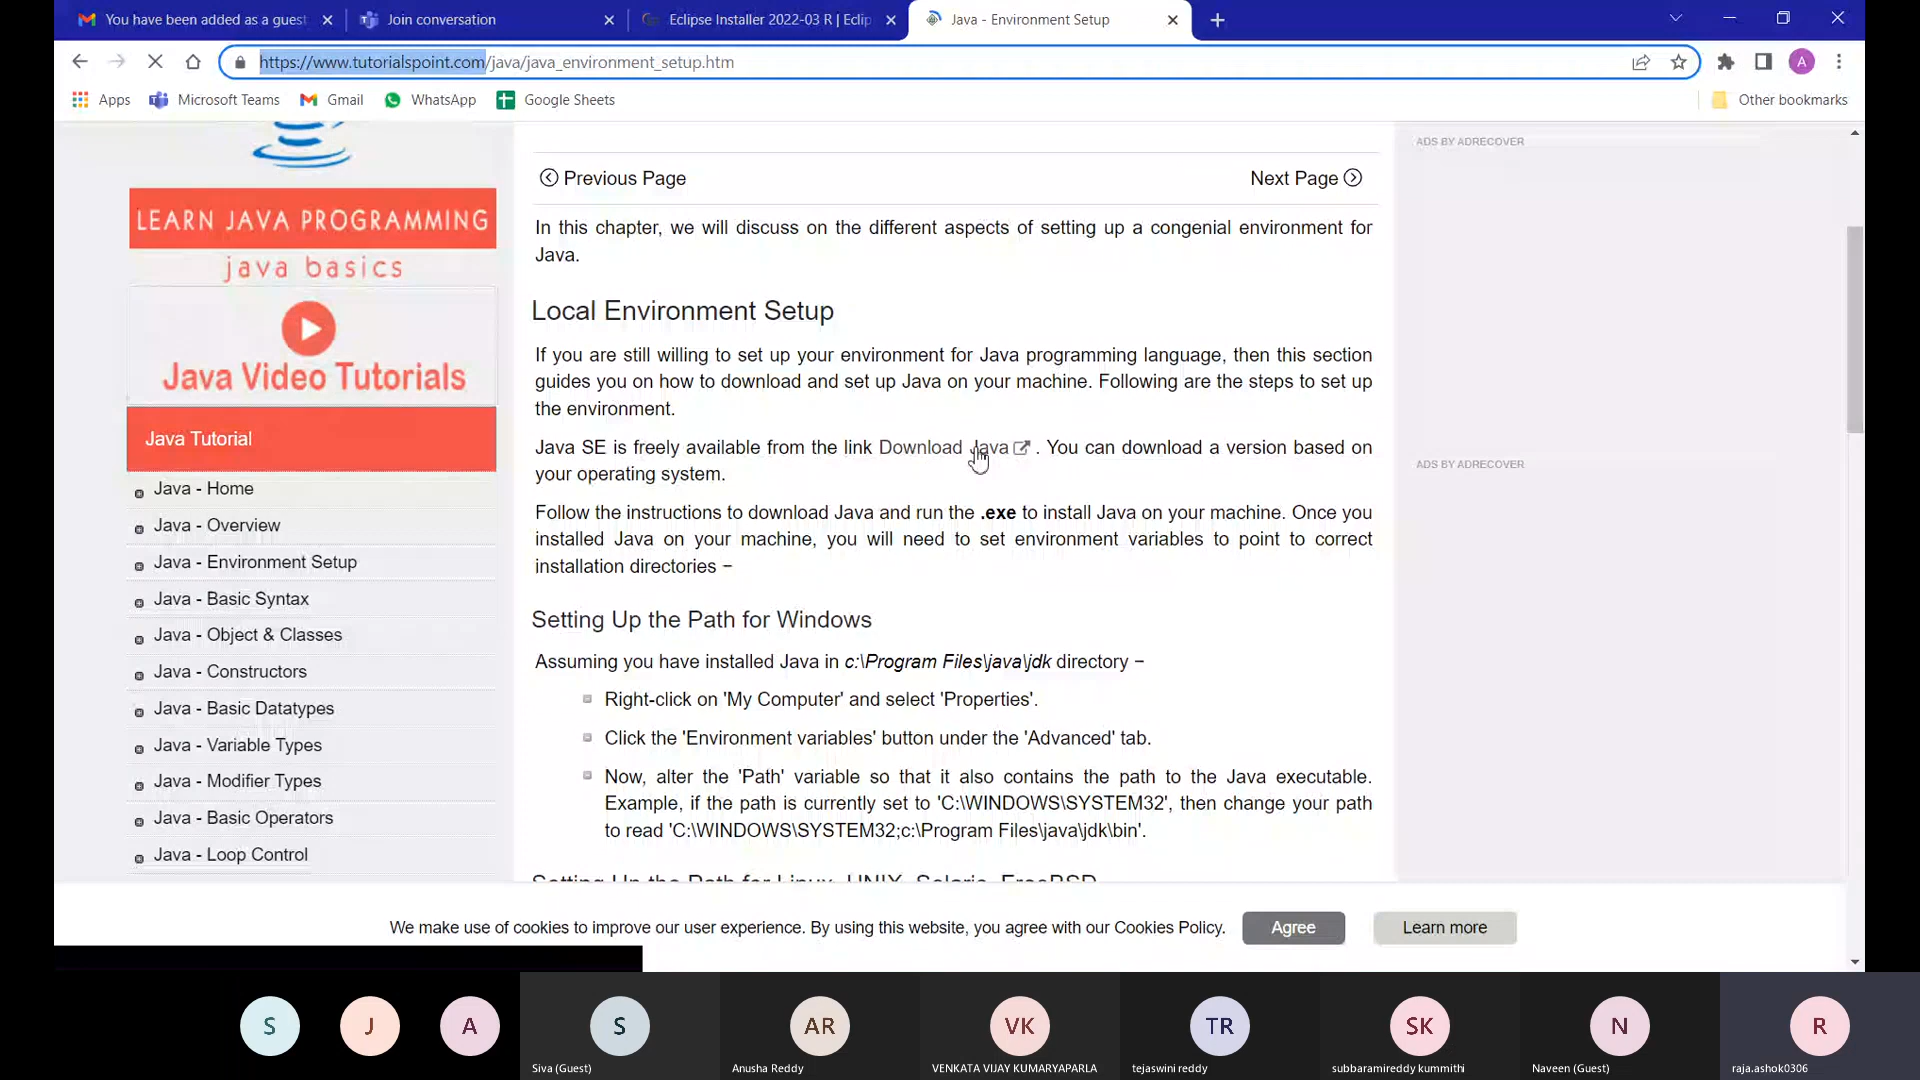 You have been added as a guest
Join conversation
Eclipse Installer 2022-03 R | Eclip
Java - Environment Setup
https://www.tutorialspoint.com/java/java_environment_setup.htm
A
Apps
Microsoft Teams
Gmail
WhatsApp
Google Sheets
Other bookmarks
LEARN JAVA PROGRAMMING
java basics
Java Video Tutorials
Java Tutorial
Java - Home
Java - Overview
Java - Environment Setup
Java - Basic Syntax
Java - Object & Classes
Java - Constructors
Java - Basic Datatypes
Java - Variable Types
Java - Modifier Types
Java - Basic Operators
Java - Loop Control
Previous Page
Next Page
In this chapter, we will discuss on the different aspects of setting up a congenial environment for
Java.
Local Environment Setup
If you are still willing to set up your environment for Java programming language, then this section
guides you on how to download and set up Java on your machine. Following are the steps to set up
the environment.
Java SE is freely available from the link Download Java . You can download a version based on
your operating system.
Follow the instructions to download Java and run the .exe to install Java on your machine. Once you
installed Java on your machine, you will need to set environment variables to point to correct
installation directories −
Setting Up the Path for Windows
Assuming you have installed Java in c:\Program Files\java\jdk directory −
Right-click on 'My Computer' and select 'Properties'.
Click the 'Environment variables' button under the 'Advanced' tab.
Now, alter the 'Path' variable so that it also contains the path to the Java executable.
Example, if the path is currently set to 'C:\WINDOWS\SYSTEM32', then change your path
to read 'C:\WINDOWS\SYSTEM32;c:\Program Files\java\jdk\bin'.
Setting Up the Path for Linux, UNIX, Solaris, FreeBSD
ADS BY ADRECOVER
ADS BY ADRECOVER
We make use of cookies to improve our user experience. By using this website, you agree with our Cookies Policy.
Agree
Learn more
S
J
A
S
AR
VK
TR
SK
N
R
Siva (Guest)
Anusha Reddy
VENKATA VIJAY KUMARYAPARLA
tejaswini reddy
subbaramireddy kummithi
Naveen (Guest)
raja.ashok0306